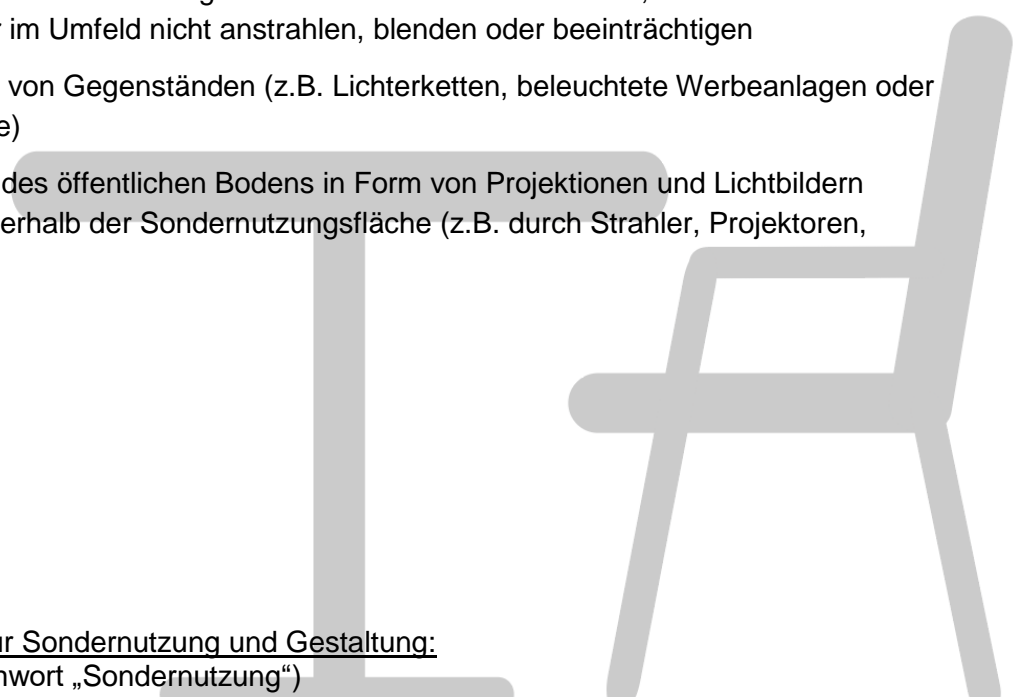 r im Umfeld nicht anstrahlen, blenden oder beeinträchtigen
von Gegenständen (z.B. Lichterketten, beleuchtete Werbeanlagen oder
e)
des öffentlichen Bodens in Form von Projektionen und Lichtbildern
erhalb der Sondernutzungsfläche (z.B. durch Strahler, Projektoren,
ur Sondernutzung und Gestaltung:
nwort „Sondernutzung“)